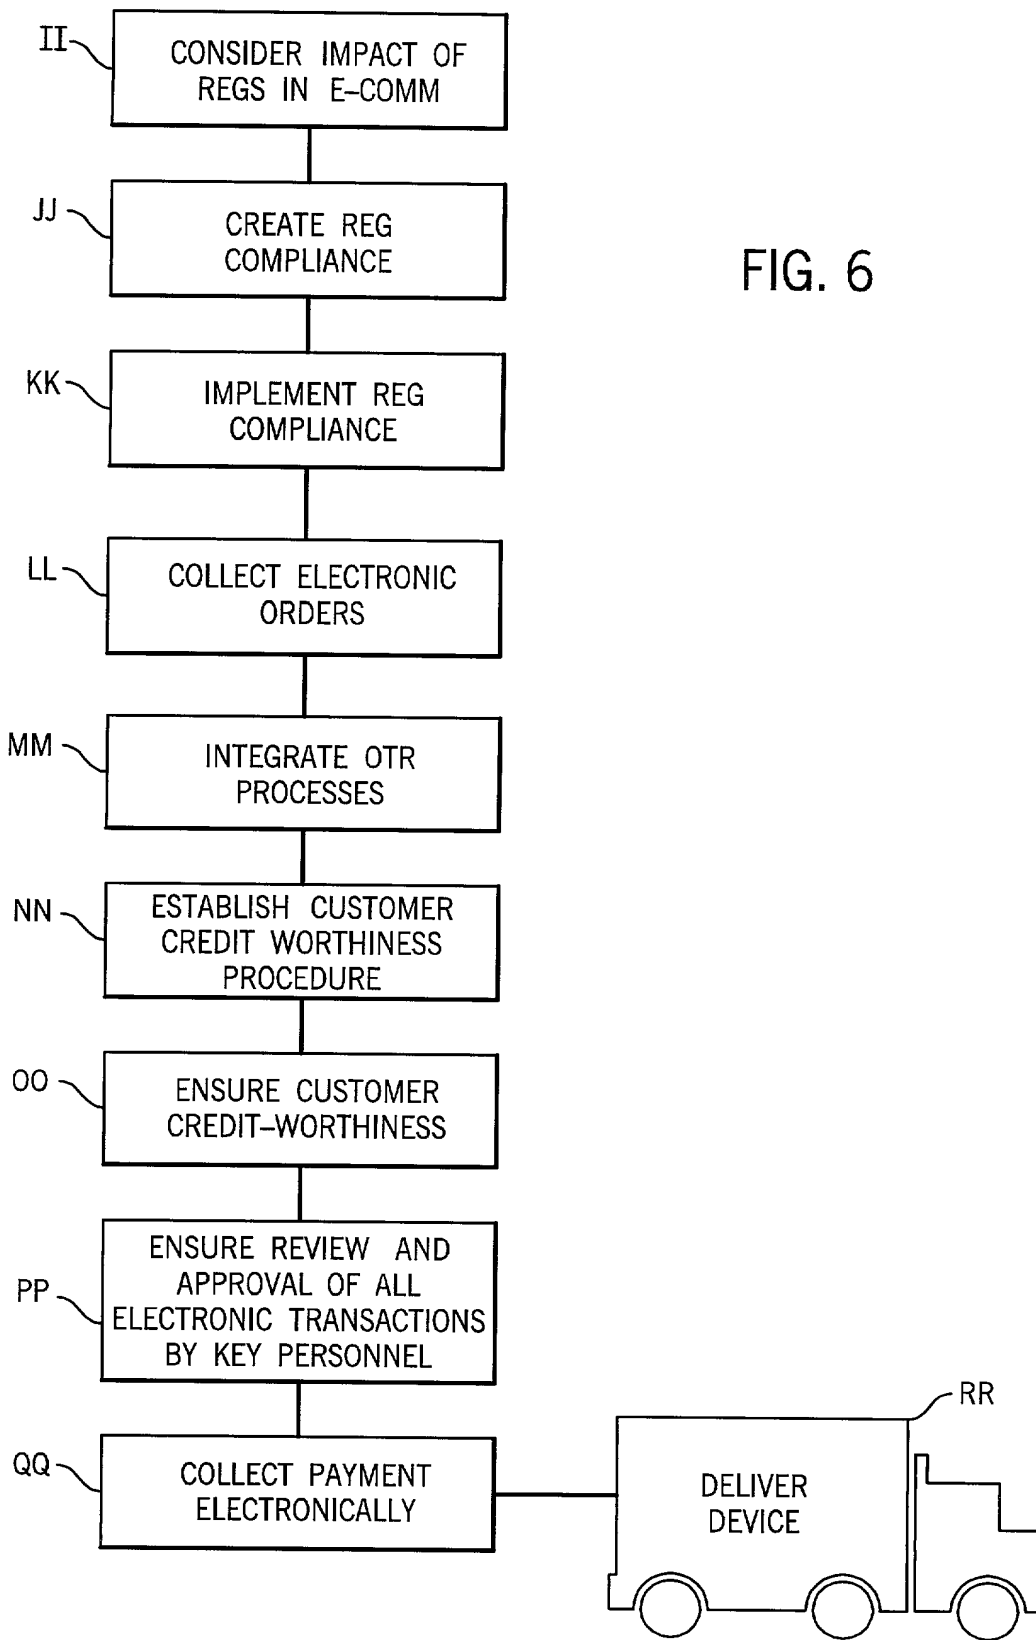 II
CONSIDER IMPACT OF
REGS IN E-COMM
JJ
CREATE REG
COMPLIANCE
FIG. 6
KK
IMPLEMENT REG
COMPLIANCE
LL
COLLECT ELECTRONIC
ORDERS
MM
INTEGRATE OTR
PROCESSES
NN
ESTABLISH CUSTOMER
CREDIT WORTHINESS
PROCEDURE
OO
ENSURE CUSTOMER
CREDIT-WORTHINESS
PP
ENSURE REVIEW AND
APPROVAL OF ALL
ELECTRONIC TRANSACTIONS
BY KEY PERSONNEL
QQ
COLLECT PAYMENT
ELECTRONICALLY
RR
DELIVER
DEVICE